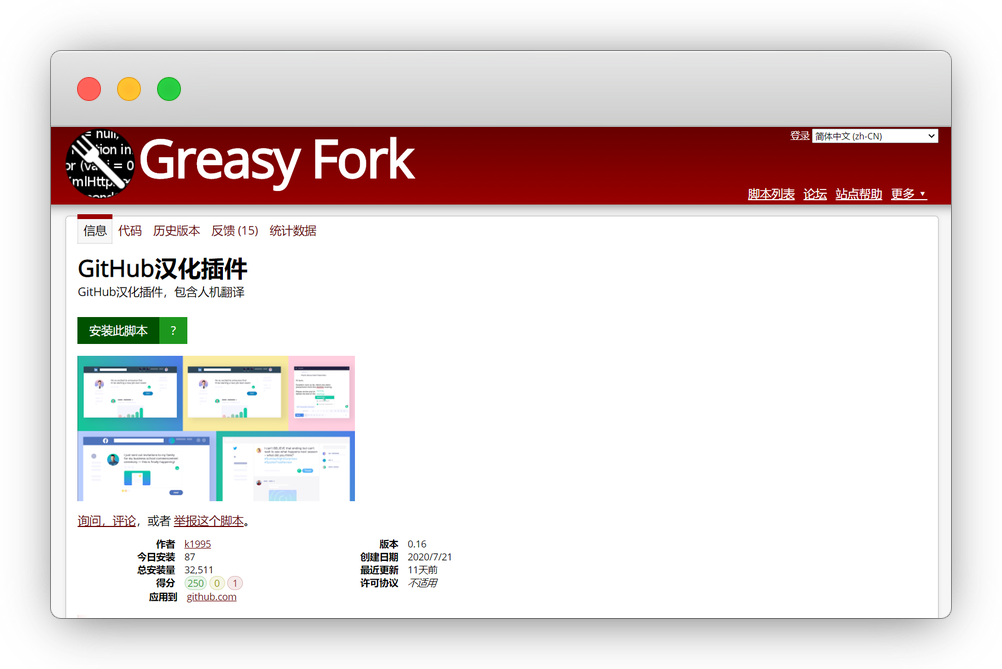 = null,
nction in
or (var i = 0
mlHttp
Greasy Fork
登录 简体中文 (zh-CN)
脚本列表 论坛 站点帮助 更多
信息 代码 历史版本 反馈 (15) 统计数据
GitHub汉化插件
GitHub汉化插件，包含人机翻译
安装此脚本 ?
询问，评论，或者 举报这个脚本。
作者 k1995 版本 0.16
今日安装 87 创建日期 2020/7/21
总安装量 32,511 最近更新 11天前
得分 250 0 1 许可协议 不适用
应用到 github.com